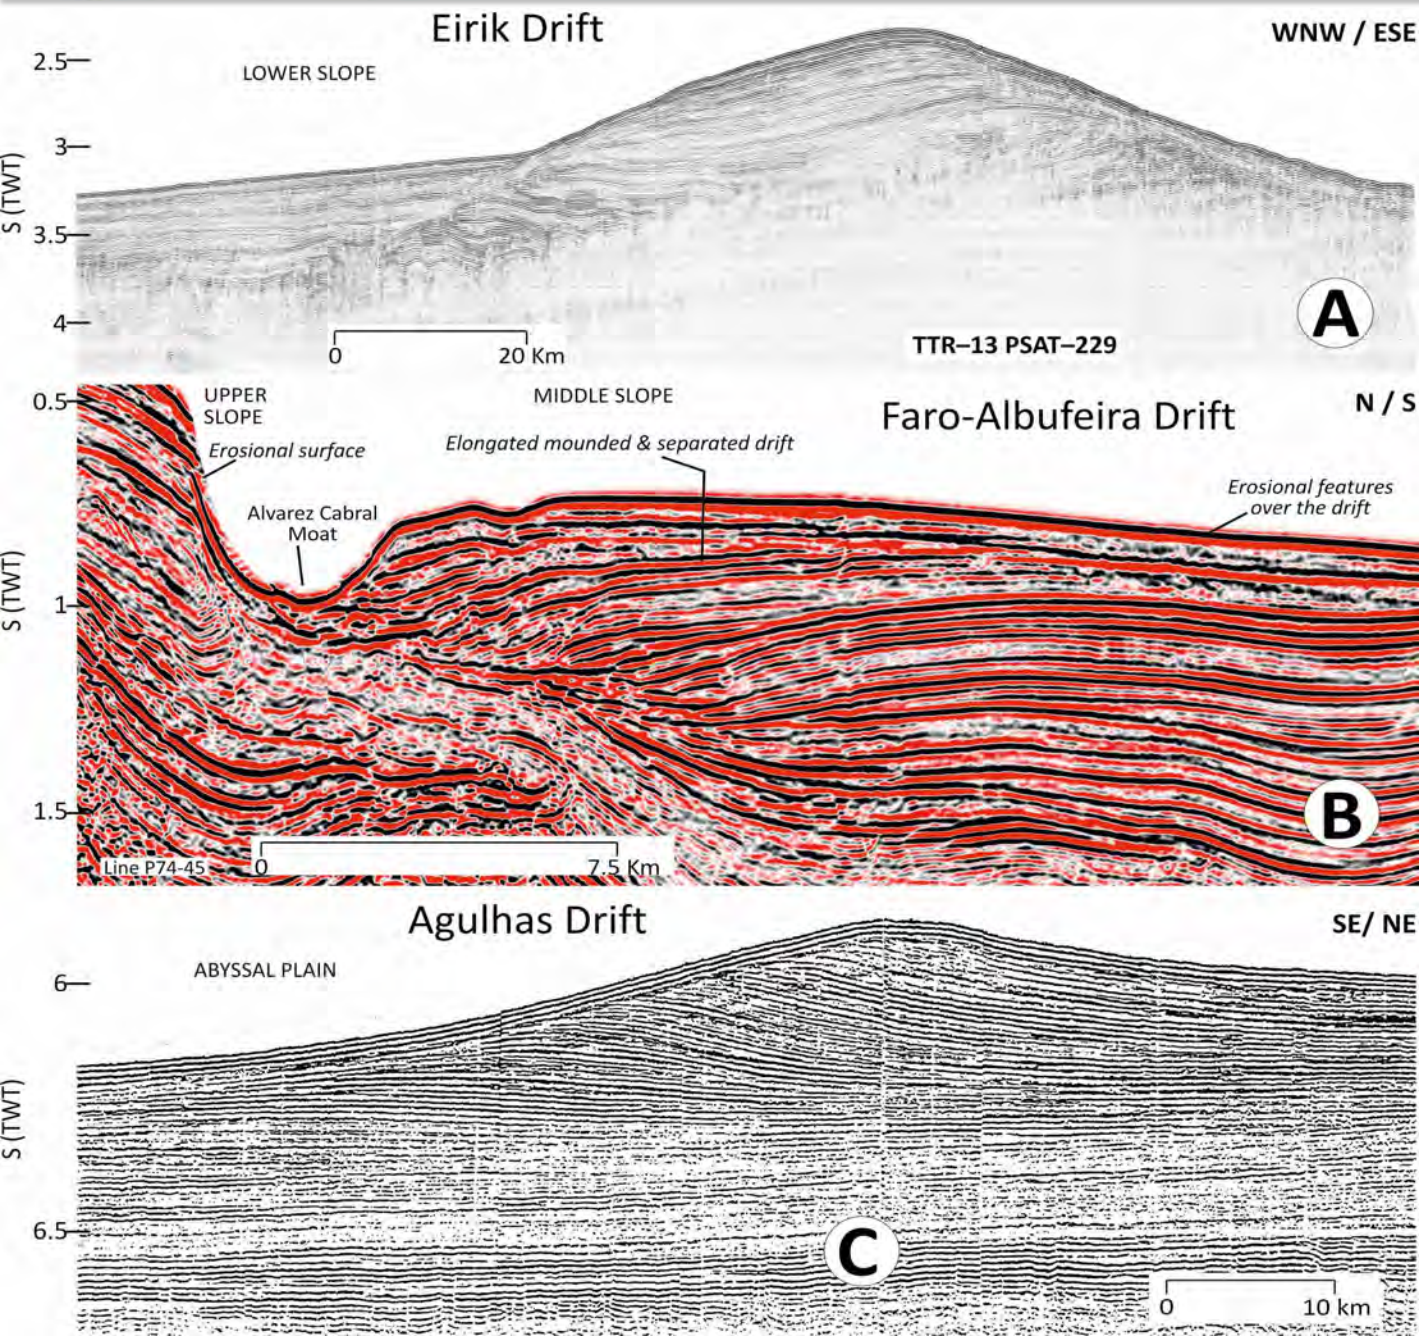 Eirik Drift
WNW / ESE
LOWER SLOPE
2.5
3
3.5
4
S (TWT)
0 20 Km
TTR–13 PSAT–229
A
0.5
UPPER
SLOPE
Erosional surface
MIDDLE SLOPE
Elongated mounded & separated drift
Faro-Albufeira Drift
N / S
Alvarez Cabral
Moat
Erosional features
over the drift
S (TWT)
1
1.5
B
Line P74-45
0 7.5 Km
Agulhas Drift
SE/ NE
ABYSSAL PLAIN
6
S (TWT)
6.5
C
0 10 km